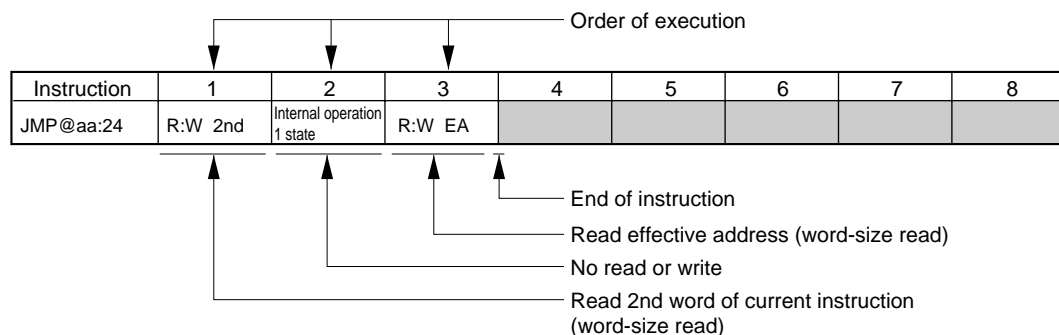 Order of execution
Instruction 1 2 3 4 5 6 7 8
JMP@aa:24 R:W 2nd Internal operation R:W EA
1 state
End of instruction
Read effective address (word-size read)
No read or write
Read 2nd word of current instruction
(word-size read)